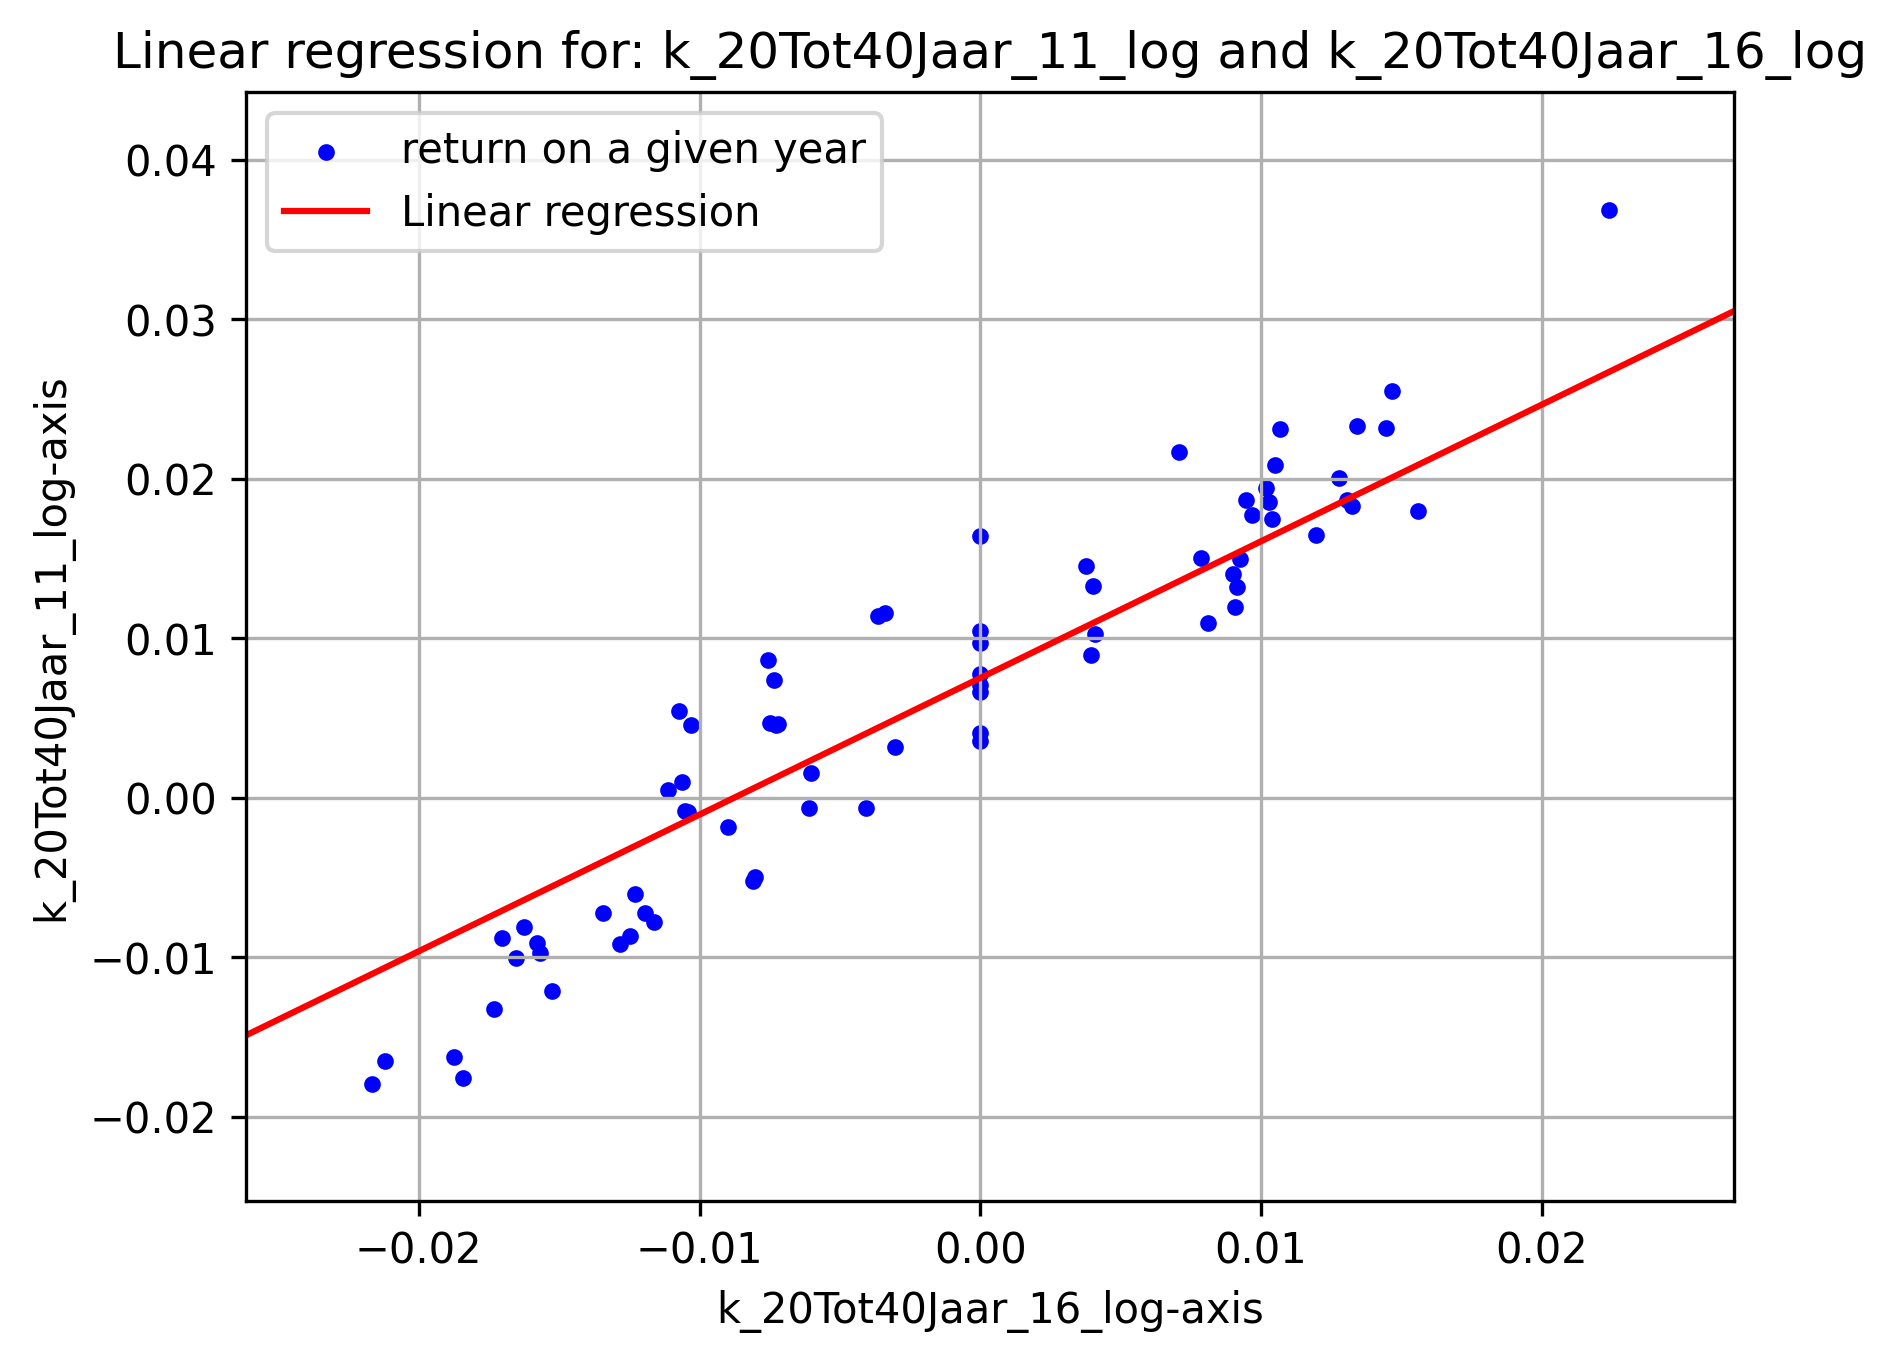 Linear regression for: k_20Tot40Jaar_11_log and k_20Tot40Jaar_16_log
return on a given year
Linear regression
0.04
0.03
0.02
0.01
0.00
−0.01
−0.02
k_20Tot40Jaar_11_log-axis
−0.02
−0.01
0.00
0.01
0.02
k_20Tot40Jaar_16_log-axis